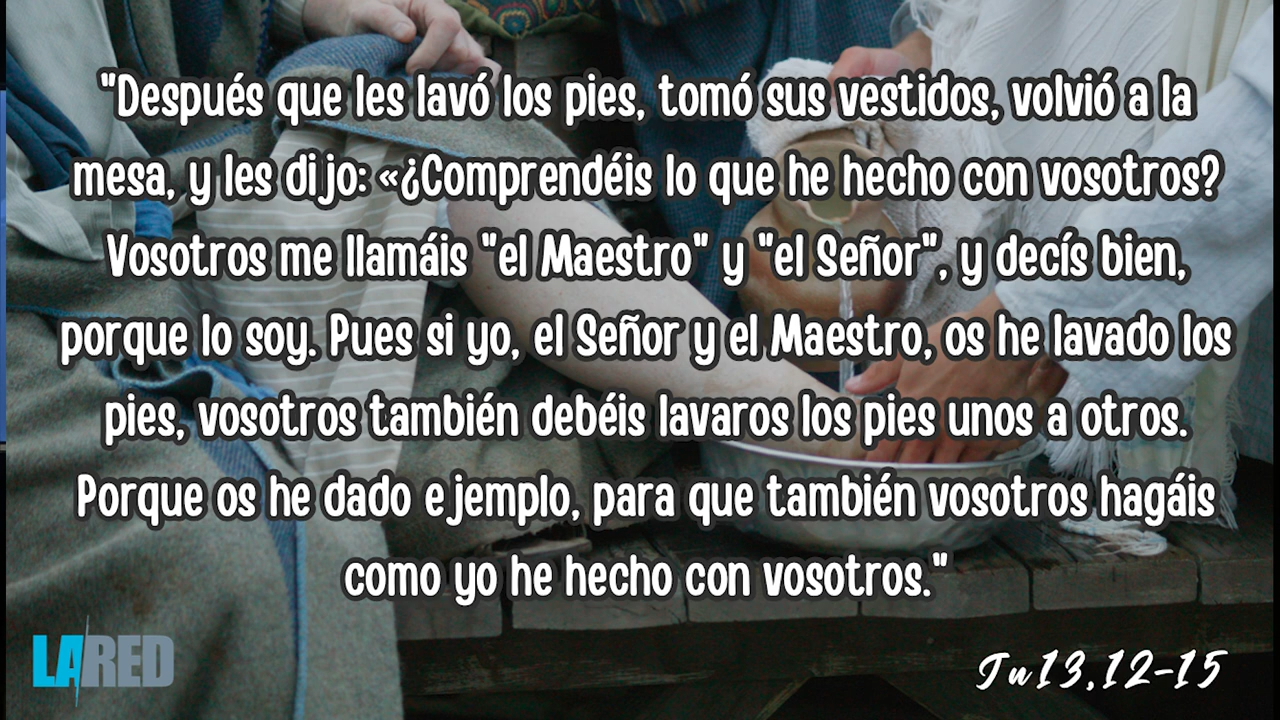 "Después que les lavó los pies, tomó sus vestidos, volvió a la
mesa, y les dijo: «¿Comprendéis lo que he hecho con vosotros?
Vosotros me llamáis "el Maestro" y "el Señor", y decís bien,
porque lo soy. Pues si yo, el Señor y el Maestro, os he lavado los
pies, vosotros también debéis lavaros los pies unos a otros.
Porque os he dado ejemplo, para que también vosotros hagáis
como yo he hecho con vosotros."
LARED
Jn13,12-15